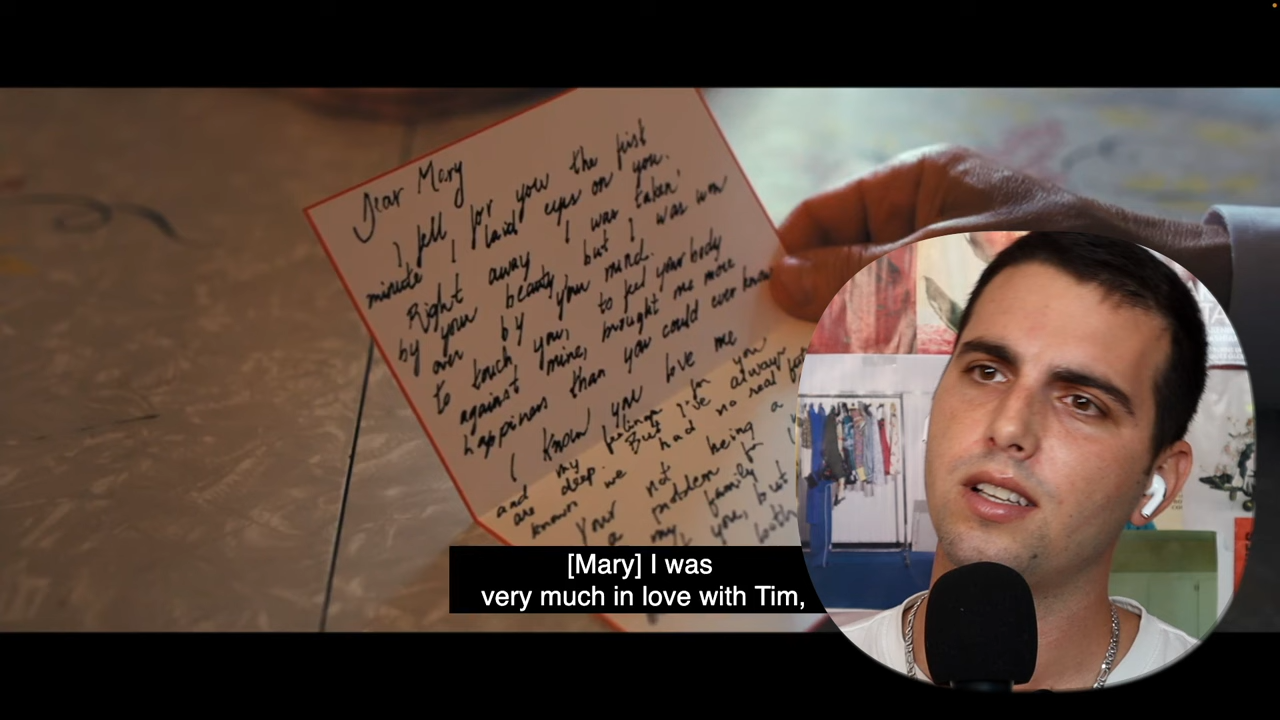 Dear Mary
I fell for you the first
minute I laid eyes on you.
Right away I was taken
by your beauty, but I was won
over by your mind.
to touch you, to feel your body
against mine, brought me more
happiness than you could ever know
I know you love me
and my feelings for you
are deep. But I've always
known we had no real
Your not being a
a problem for
my family
you, but
both
[Mary] I was
very much in love with Tim,